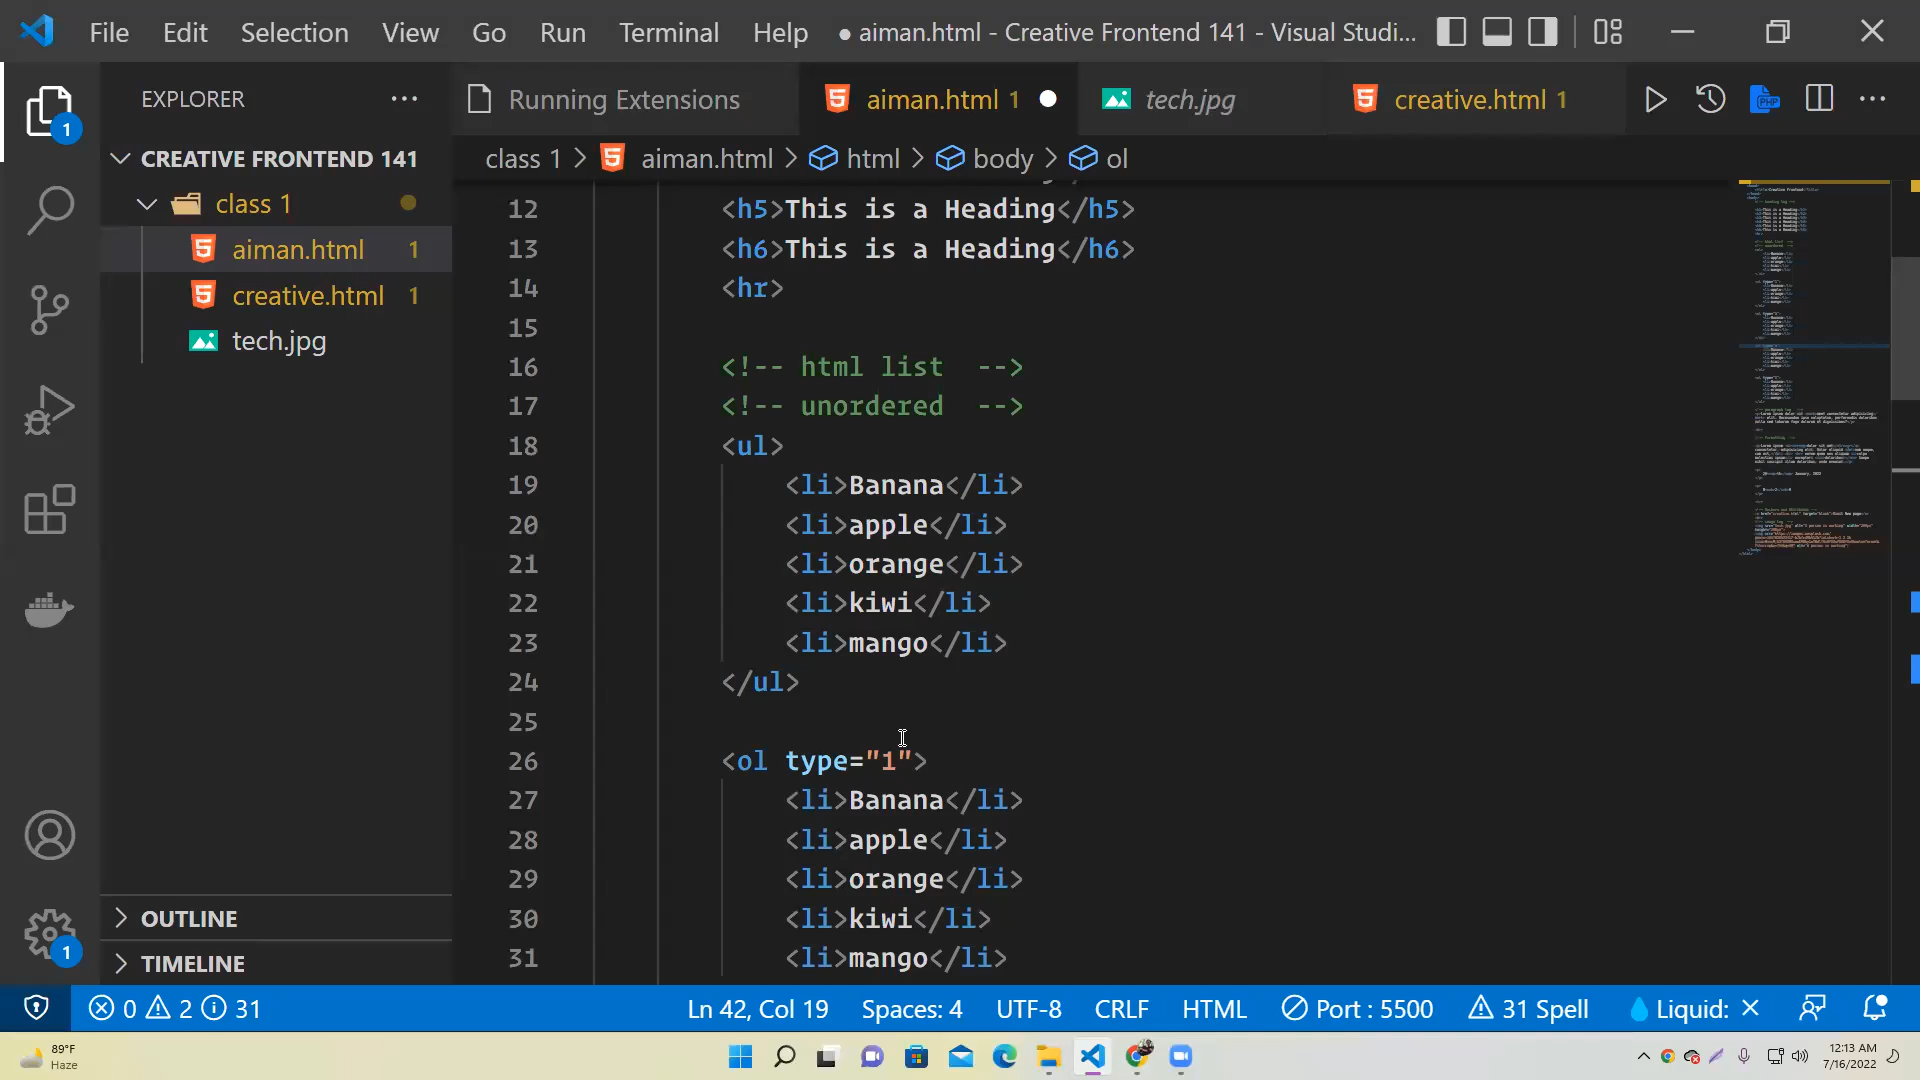 File Edit Selection View Go Run Terminal Help ● aiman.html - Creative Frontend 141 - Visual Studi...
EXPLORER ···
Running Extensions aiman.html 1 tech.jpg creative.html 1
CREATIVE FRONTEND 141
class 1 > aiman.html > html > body > ol
class 1
aiman.html 1
creative.html 1
tech.jpg
12 <h5>This is a Heading</h5>
13 <h6>This is a Heading</h6>
14 <hr>
15
16 <!-- html list  -->
17 <!-- unordered  -->
18 <ul>
19 <li>Banana</li>
20 <li>apple</li>
21 <li>orange</li>
22 <li>kiwi</li>
23 <li>mango</li>
24 </ul>
25
26 <ol type="1">
27 <li>Banana</li>
28 <li>apple</li>
29 <li>orange</li>
30 <li>kiwi</li>
31 <li>mango</li>
1
PHP
OUTLINE
TIMELINE
1
0 2 31 Ln 42, Col 19 Spaces: 4 UTF-8 CRLF HTML Port : 5500 31 Spell Liquid: ✕
89°F
Haze
12:13 AM
7/16/2022